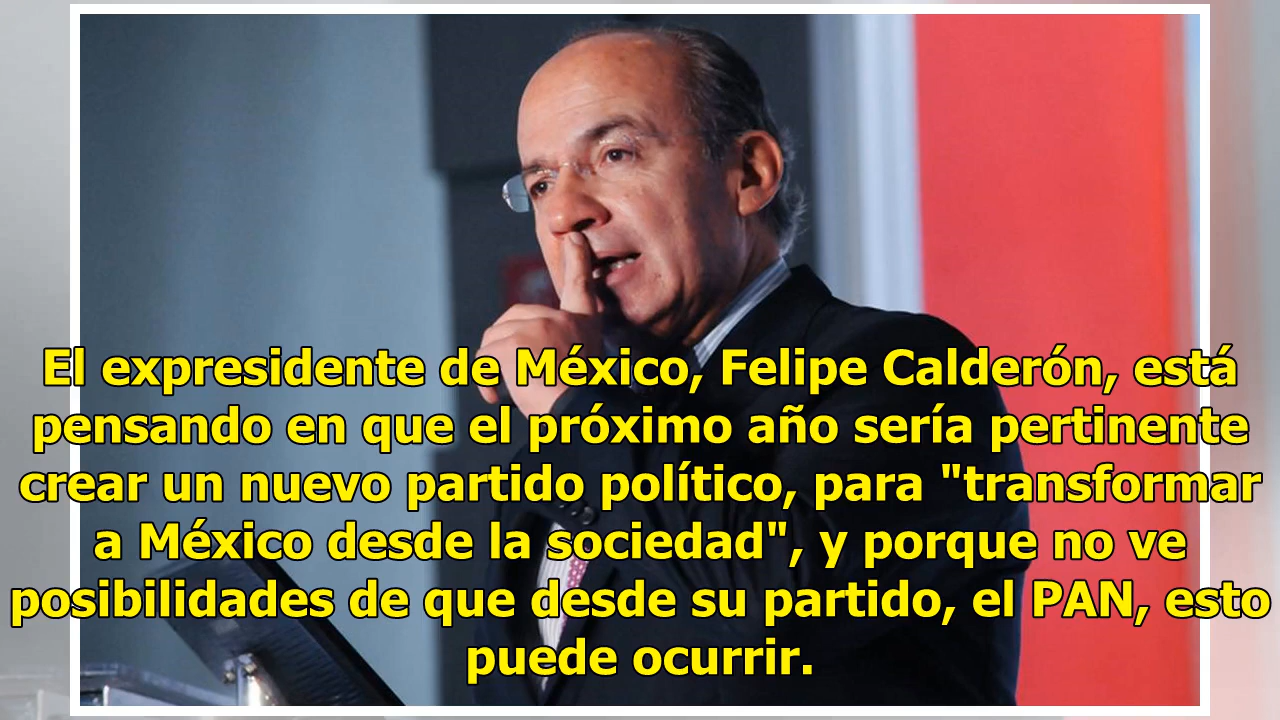 El expresidente de México, Felipe Calderón, está
pensando en que el próximo año sería pertinente
crear un nuevo partido político, para "transformar
a México desde la sociedad", y porque no ve
posibilidades de que desde su partido, el PAN, esto
puede ocurrir.